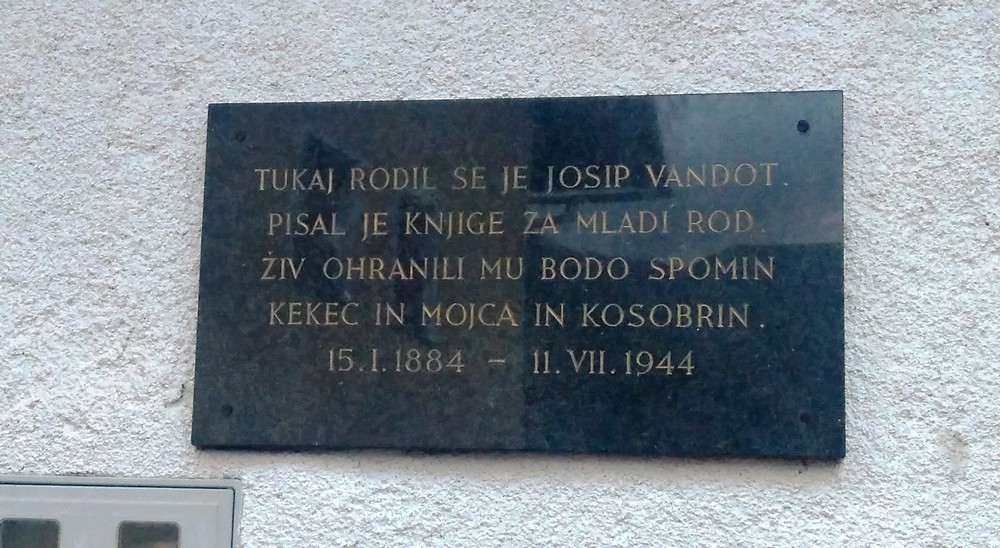 TUKAJ RODIL SE JE JOSIP VANDOT
PISAL JE KNJIGE ZA MLADI ROD.
ŽIV OHRANILI MU BODO SPOMIN
KEKEC IN MOJCA IN KOSOBRIN.
15. I. 1884 – 11. VII. 1944